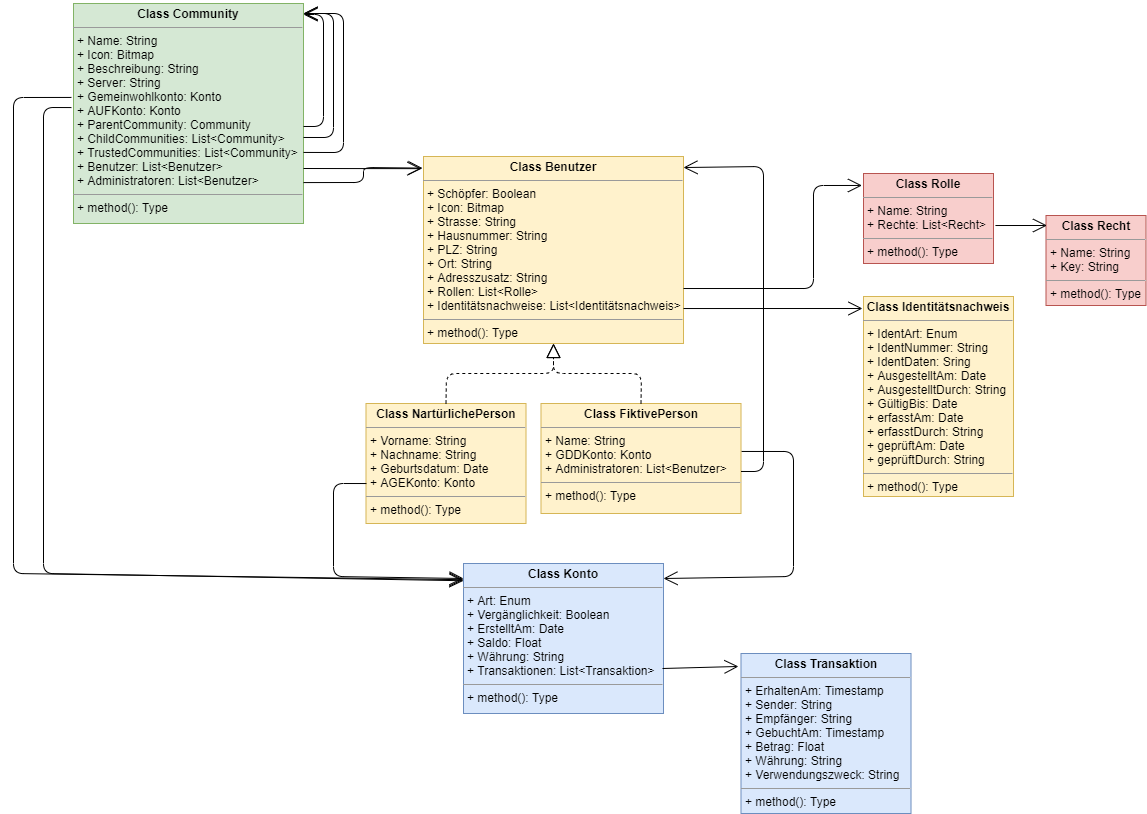 Class Community
+ Name: String
+ Icon: Bitmap
+ Beschreibung: String
+ Server: String
+ Gemeinwohlkonto: Konto
+ AUFKonto: Konto
+ ParentCommunity: Community
+ ChildCommunities: List<Community>
+ TrustedCommunities: List<Community>
+ Benutzer: List<Benutzer>
+ Administratoren: List<Benutzer>
+ method(): Type
Class Benutzer
+ Schöpfer: Boolean
+ Icon: Bitmap
+ Strasse: String
+ Hausnummer: String
+ PLZ: String
+ Ort: String
+ Adresszusatz: String
+ Rollen: List<Rolle>
+ Identitätsnachweise: List<Identitätsnachweis>
+ method(): Type
Class Rolle
+ Name: String
+ Rechte: List<Recht>
+ method(): Type
Class Recht
+ Name: String
+ Key: String
+ method(): Type
Class Identitätsnachweis
+ IdentArt: Enum
+ IdentNummer: String
+ IdentDaten: Sring
+ AusgestelltAm: Date
+ AusgestelltDurch: String
+ GültigBis: Date
+ erfasstAm: Date
+ erfasstDurch: String
+ geprüftAm: Date
+ geprüftDurch: String
+ method(): Type
Class NartürlichePerson
+ Vorname: String
+ Nachname: String
+ Geburtsdatum: Date
+ AGEKonto: Konto
+ method(): Type
Class FiktivePerson
+ Name: String
+ GDDKonto: Konto
+ Administratoren: List<Benutzer>
+ method(): Type
Class Konto
+ Art: Enum
+ Vergänglichkeit: Boolean
+ ErstelltAm: Date
+ Saldo: Float
+ Währung: String
+ Transaktionen: List<Transaktion>
+ method(): Type
Class Transaktion
+ ErhaltenAm: Timestamp
+ Sender: String
+ Empfänger: String
+ GebuchtAm: Timestamp
+ Betrag: Float
+ Währung: String
+ Verwendungszweck: String
+ method(): Type